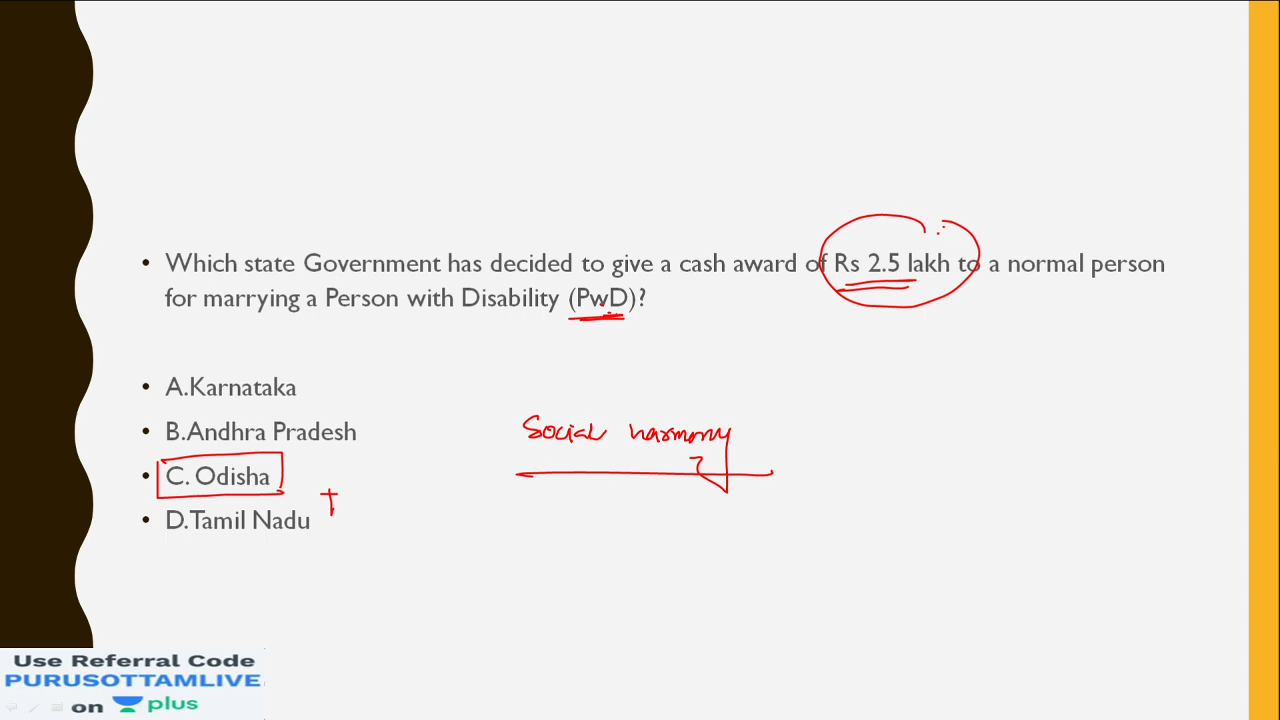 • Which state Government has decided to give a cash award of Rs 2.5 lakh to a normal person
for marrying a Person with Disability (PwD)?
• A.Karnataka
• B.Andhra Pradesh
• C. Odisha
• D.Tamil Nadu
Social harmony
Use Referral Code
PURUSOTTAMLIVE
on plus